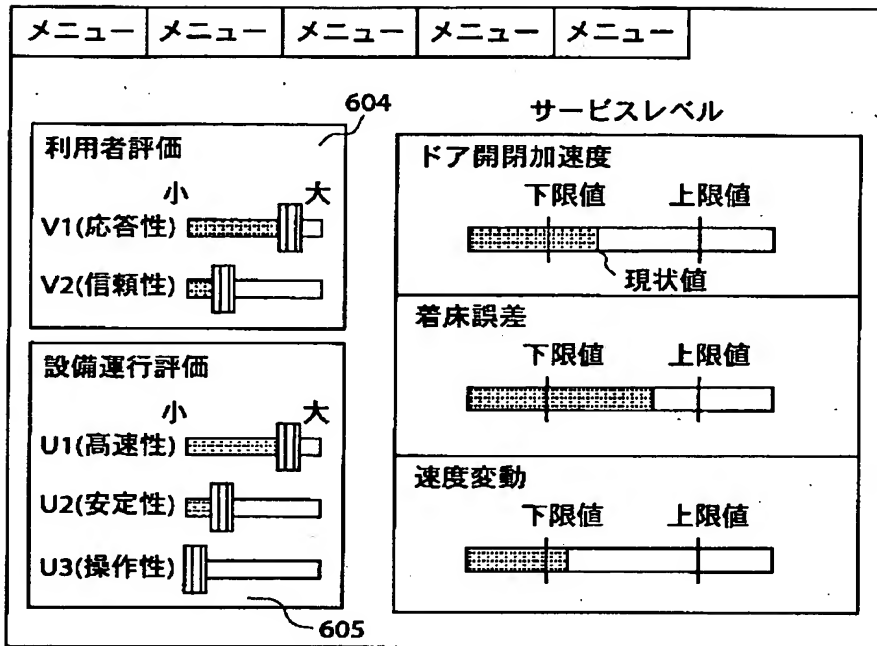 メニュー メニュー メニュー メニュー メニュー
604
利用者評価
小 大
V1(応答性)
V2(信頼性)
設備運行評価
小 大
U1(高速性)
U2(安定性)
U3(操作性)
605
サービスレベル
ドア開閉加速度
下限値 上限値
現状値
着床誤差
下限値 上限値
速度変動
下限値 上限値